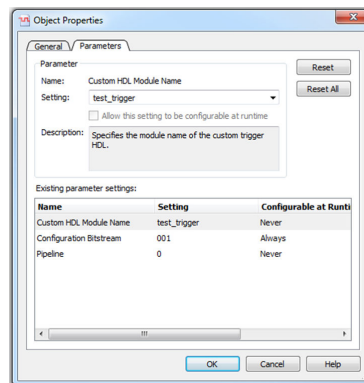 Object Properties
General
Parameters
Parameter
Name: Custom HDL Module Name
Setting: test_trigger
Allow this setting to be configurable at runtime
Description: Specifies the module name of the custom trigger
HDL.
Reset
Reset All
Existing parameter settings:
Name Setting Configurable at Runti
Custom HDL Module Name test_trigger Never
Configuration Bitstream 001 Always
Pipeline 0 Never
OK Cancel Help